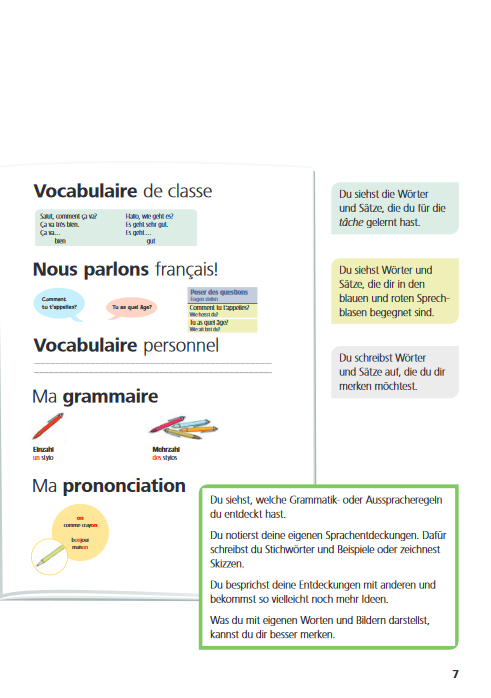 Vocabulaire de classe
Salut, comment ça va?
Ça va très bien.
Ça va…
bien
Hallo, wie geht es?
Es geht sehr gut.
Es geht…
gut
Du siehst die Wörter
und Sätze, die du für die
tâche gelernt hast.
Nous parlons français!
Comment
tu t'appelles?
Tu as quel âge?
Poser des questions
Fragen stellen
Comment tu t'appelles?
Wie heisst du?
Tu as quel âge?
Wie alt bist du?
Du siehst Wörter und
Sätze, die dir in den
blauen und roten Sprech-
blasen begegnet sind.
Vocabulaire personnel
Du schreibst Wörter
und Sätze auf, die du dir
merken möchtest.
Ma grammaire
Einzahl
un stylo
Mehrzahl
des stylos
Ma prononciation
on
comme crayon
bonjour
maison
Du siehst, welche Grammatik- oder Ausspracheregeln
du entdeckt hast.
Du notierst deine eigenen Sprachentdeckungen. Dafür
schreibst du Stichwörter und Beispiele oder zeichnest
Skizzen.
Du besprichst deine Entdeckungen mit anderen und
bekommst so vielleicht noch mehr Ideen.
Was du mit eigenen Worten und Bildern darstellst,
kannst du dir besser merken.
7